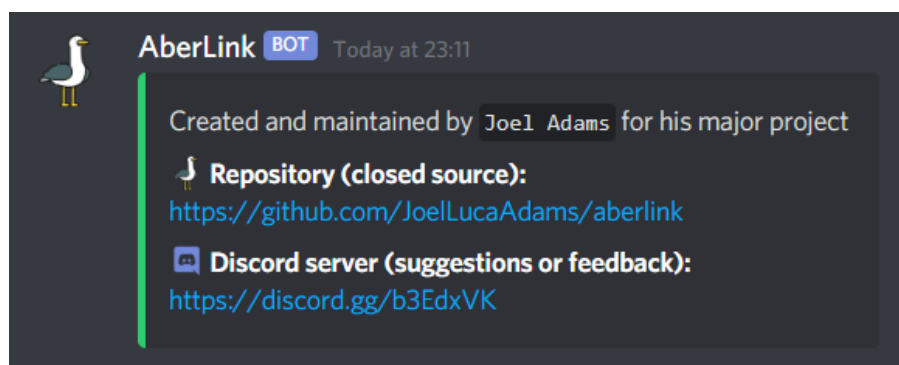 AberLink BOT Today at 23:11
Created and maintained by Joel Adams for his major project
Repository (closed source):
https://github.com/JoelLucaAdams/aberlink
Discord server (suggestions or feedback):
https://discord.gg/b3EdxVK